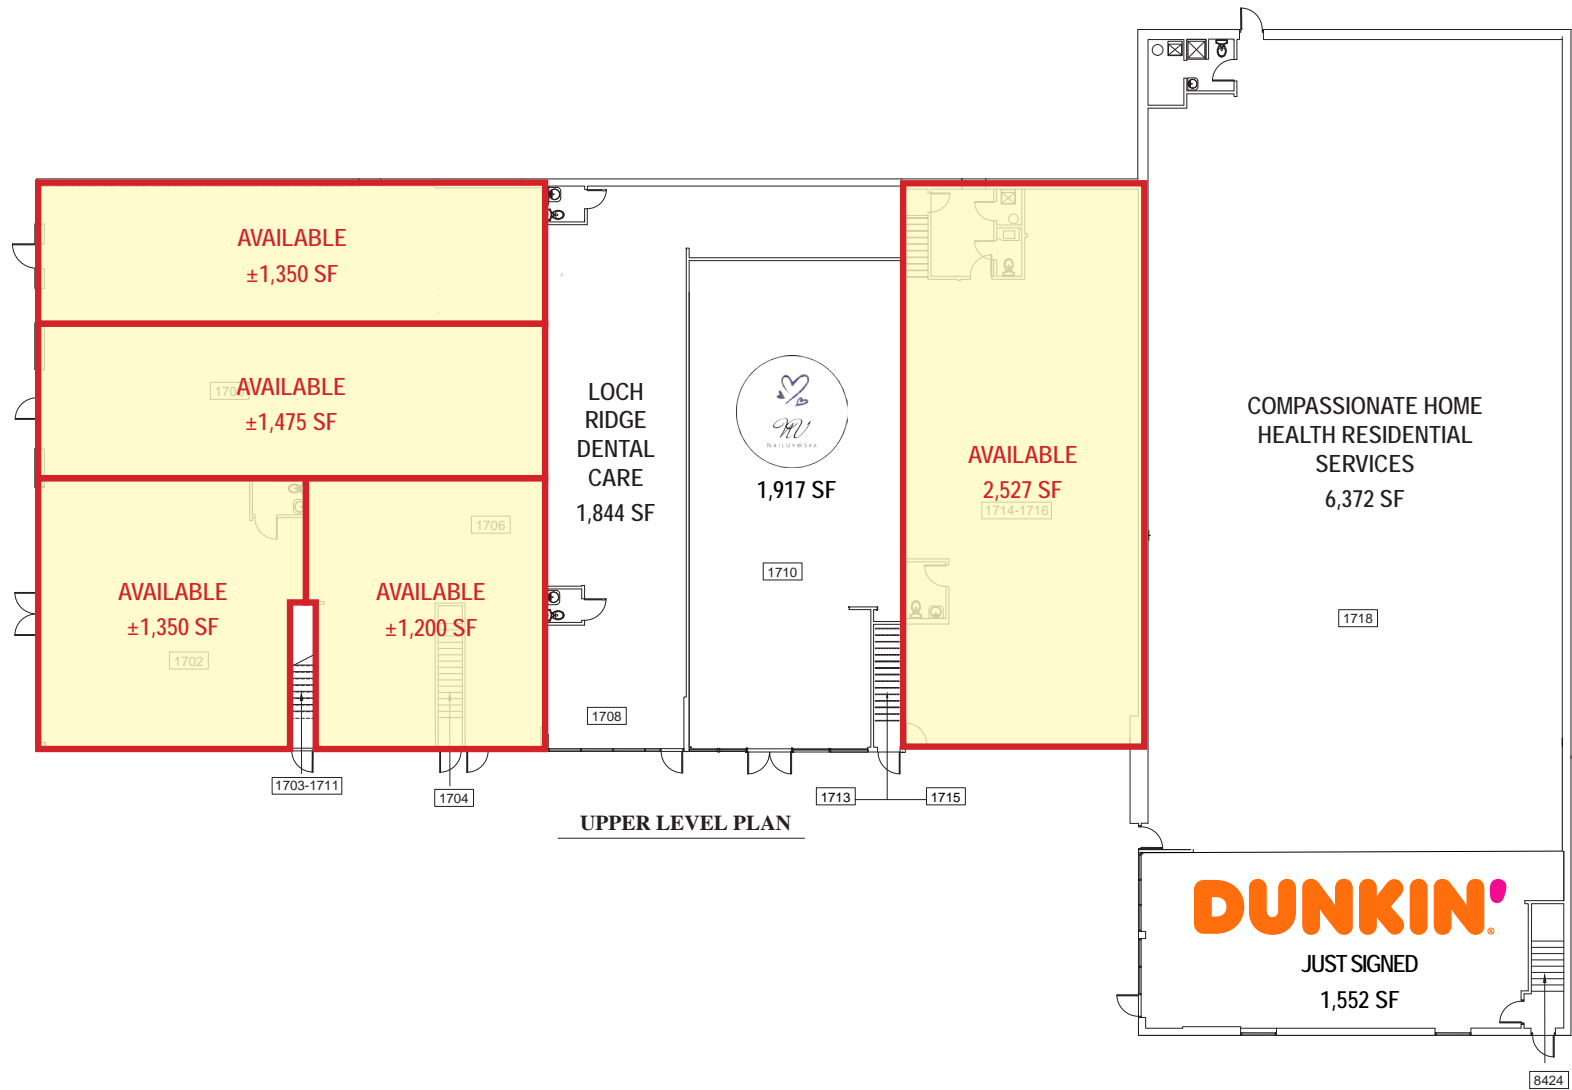 AVAILABLE
±1,350 SF
AVAILABLE
±1,475 SF
AVAILABLE
±1,350 SF
1702
1706
AVAILABLE
±1,200 SF
1703-1711
1704
LOCH
RIDGE
DENTAL
CARE
1,844 SF
1708
NAILUP&SPA
1,917 SF
1710
1713
1715
AVAILABLE
2,527 SF
1714-1716
COMPASSIONATE HOME
HEALTH RESIDENTIAL
SERVICES
6,372 SF
1718
UPPER LEVEL PLAN
DUNKIN'
®
JUST SIGNED
1,552 SF
8424